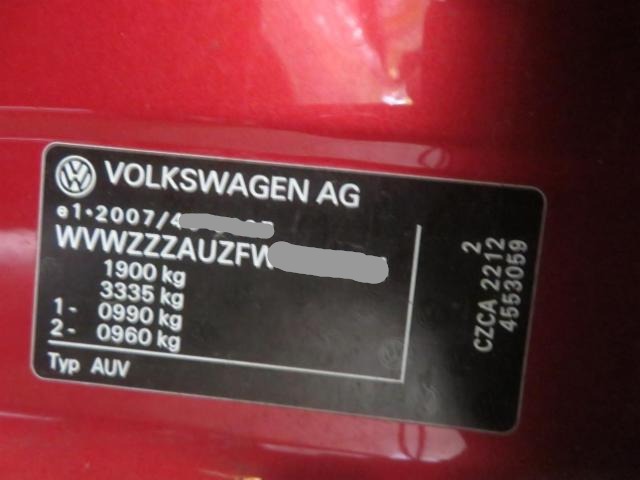 VOLKSWAGEN AG
e1*2007/4
WVWZZZAUZFW
1900 kg
3335 kg
1- 0990 kg
2- 0960 kg
Typ AUV
2
CZCA 2212
4553059